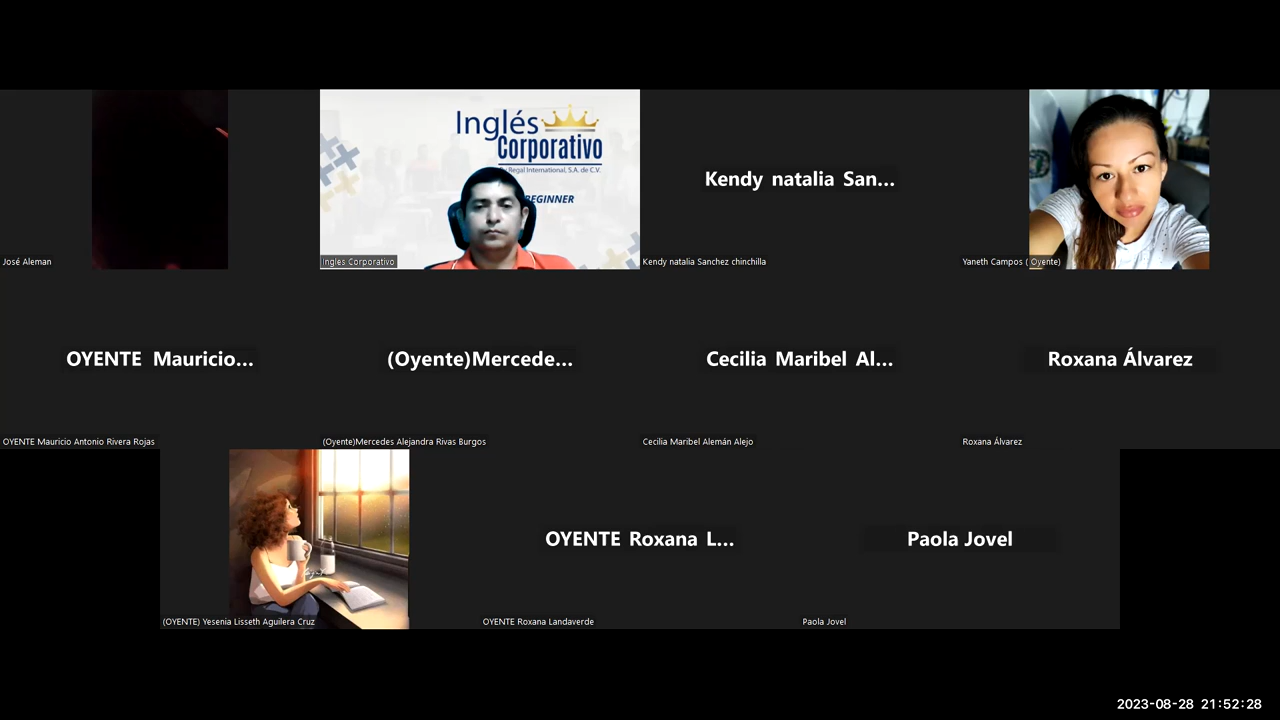 Inglés
Corporativo
Regal International, S.A. de C.V.
BEGINNER
Kendy natalia San...
José Aleman
Ingles Corporativo
Kendy natalia Sanchez chinchilla
Yaneth Campos ( Oyente)
OYENTE Mauricio...
(Oyente)Mercede...
Cecilia Maribel Al...
Roxana Álvarez
OYENTE Mauricio Antonio Rivera Rojas
(Oyente)Mercedes Alejandra Rivas Burgos
Cecilia Maribel Alemán Alejo
Roxana Álvarez
OYENTE Roxana L...
Paola Jovel
(OYENTE) Yesenia Lisseth Aguilera Cruz
OYENTE Roxana Landaverde
Paola Jovel
2023-08-28 21:52:28